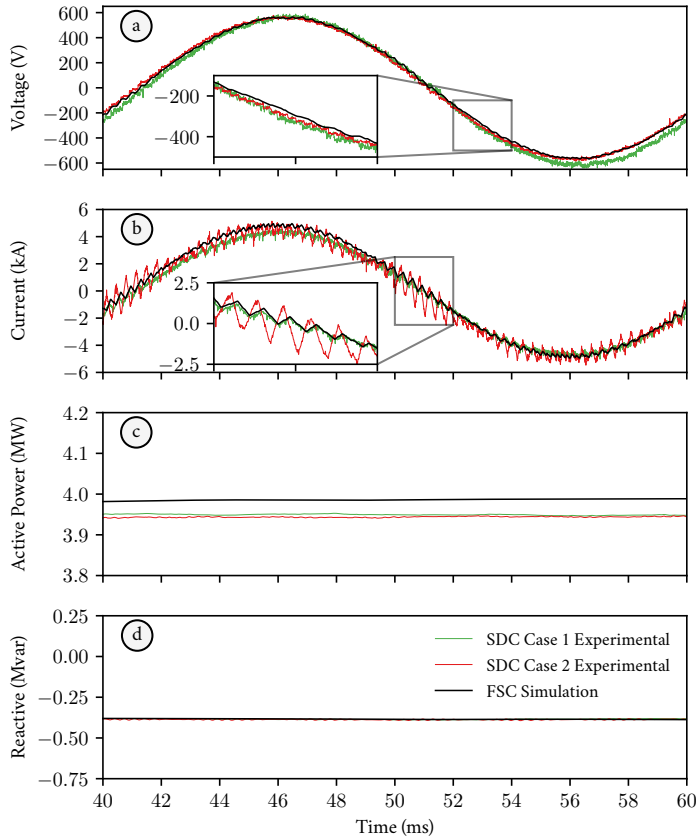 a
Voltage (V)
600
400
200
0
−200
−400
−600
−200
−400
b
Current (kA)
6
4
2
0
−2
−4
−6
2.5
0.0
−2.5
c
Active Power (MW)
4.2
4.1
4.0
3.9
3.8
d
Reactive (Mvar)
0.25
0.00
−0.25
−0.50
−0.75
SDC Case 1 Experimental
SDC Case 2 Experimental
FSC Simulation
40 42 44 46 48 50 52 54 56 58 60
Time (ms)